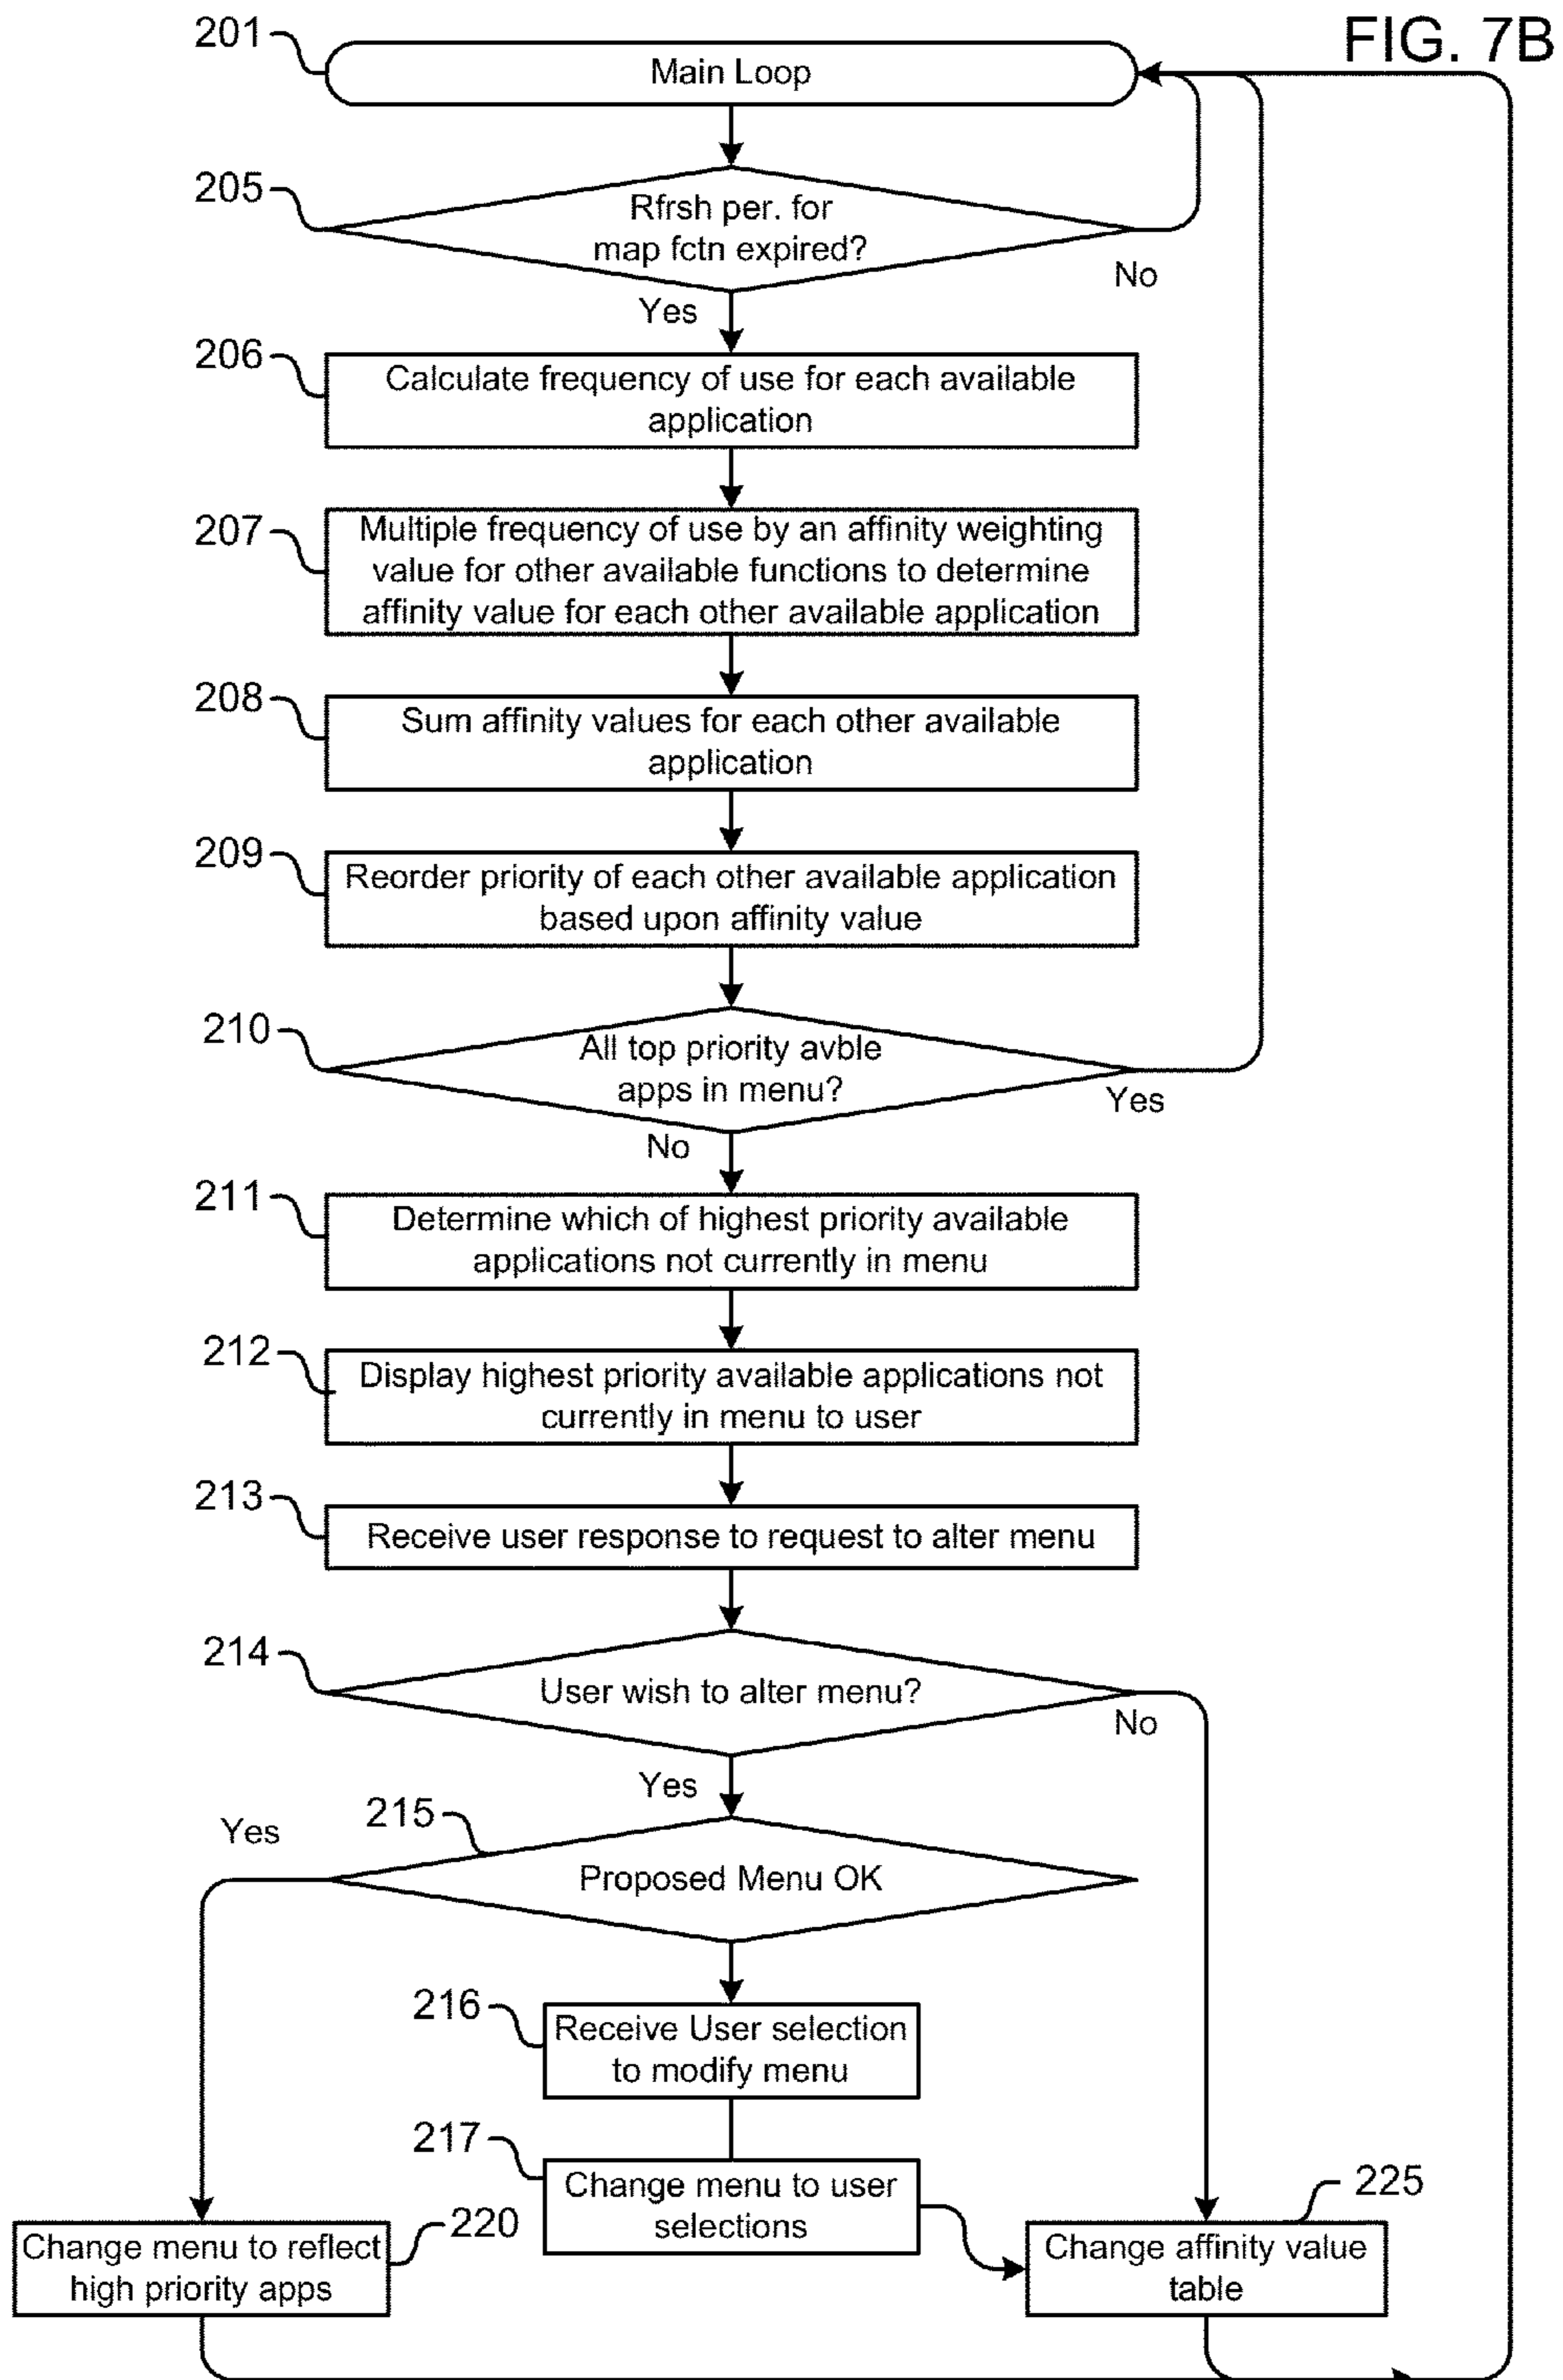 FIG. 7B
201
Main Loop
205
Rfrsh per. for
map fctn expired?
No
Yes
206
Calculate frequency of use for each available
application
207
Multiple frequency of use by an affinity weighting
value for other available functions to determine
affinity value for each other available application
208
Sum affinity values for each other available
application
209
Reorder priority of each other available application
based upon affinity value
210
All top priority avble
apps in menu?
Yes
No
211
Determine which of highest priority available
applications not currently in menu
212
Display highest priority available applications not
currently in menu to user
213
Receive user response to request to alter menu
214
User wish to alter menu?
No
Yes
215
Yes
Proposed Menu OK
216
Receive User selection
to modify menu
217
Change menu to user
selections
225
Change affinity value
table
220
Change menu to reflect
high priority apps